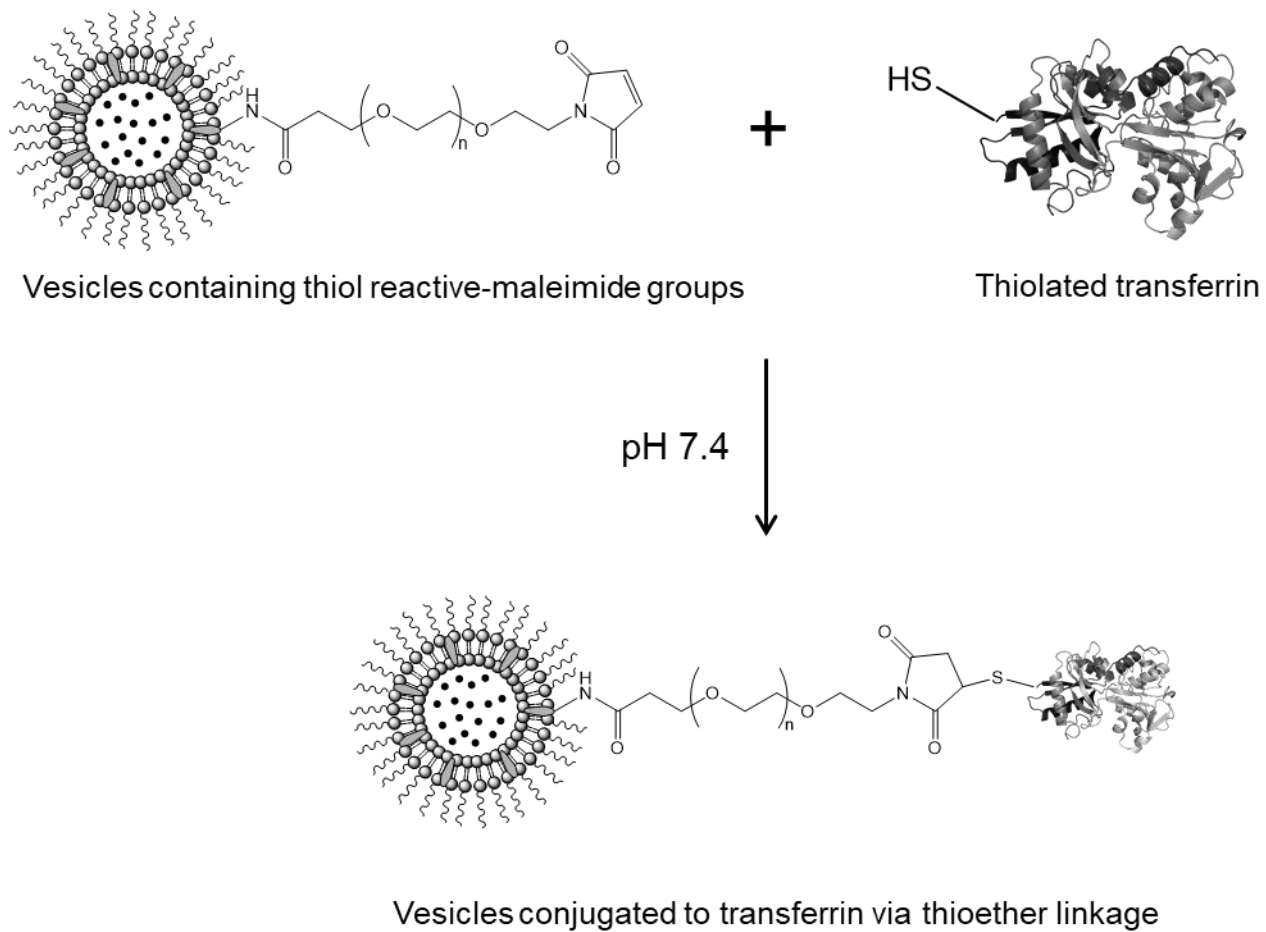 H
N
O
O
n
O
N
O
O
+
HS
Vesicles containing thiol reactive-maleimide groups
Thiolated transferrin
pH 7.4
H
N
O
O
n
O
N
O
O
S
Vesicles conjugated to transferrin via thioether linkage